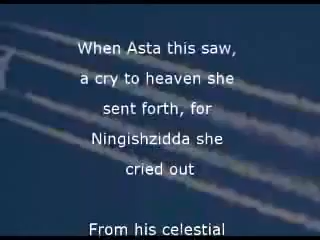 When Asta this saw,
a cry to heaven she
sent forth, for
Ningishzidda she
cried out
From his celestial